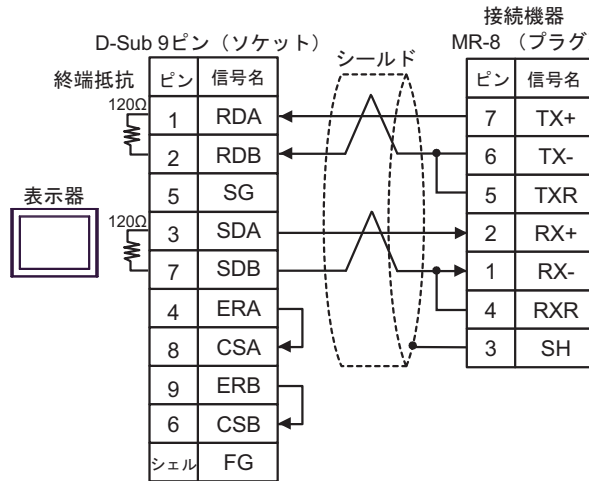 接続機器
D-Sub 9ピン（ソケット） シールド MR-8 （プラグ
終端抵抗 ピン 信号名 ピン 信号名
120Ω 1 RDA 7 TX+
2 RDB 6 TX-
5 SG 5 TXR
表示器
120Ω 3 SDA 2 RX+
7 SDB 1 RX-
4 ERA 4 RXR
8 CSA 3 SH
9 ERB
6 CSB
シェル FG